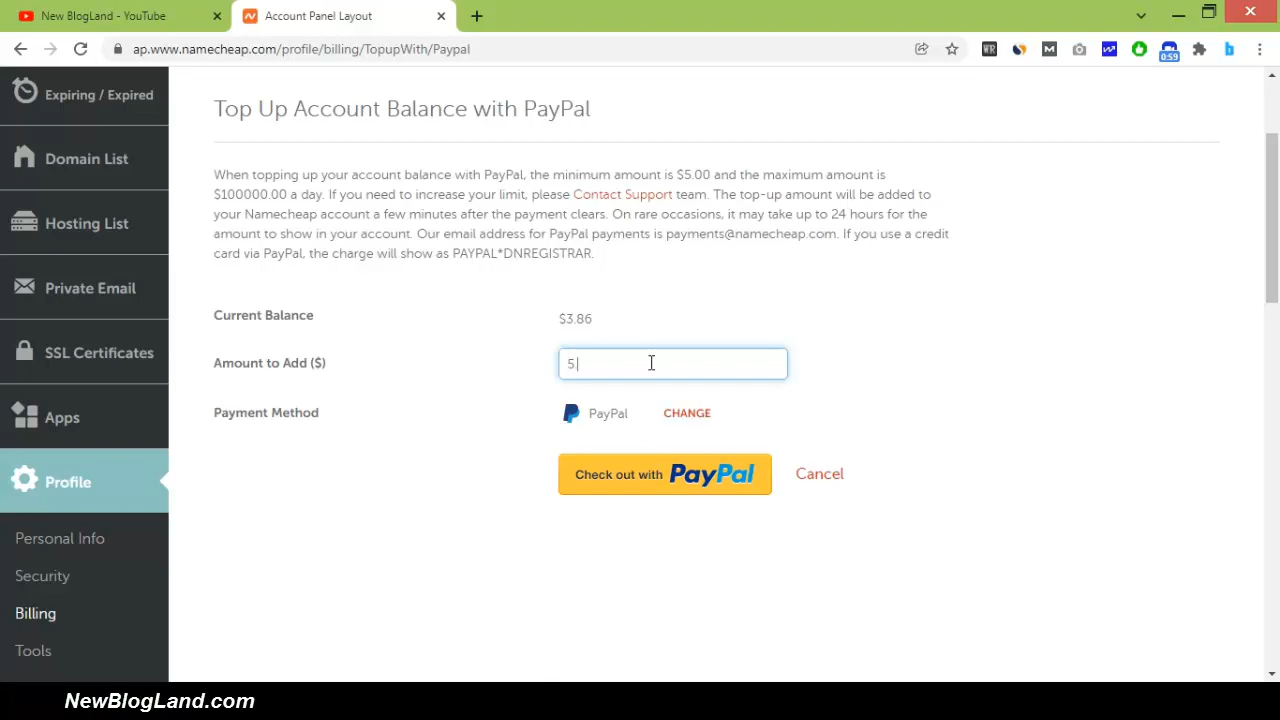 New BlogLand - YouTube
Account Panel Layout
ap.www.namecheap.com/profile/billing/TopupWith/Paypal
WR
M
0:59
b
Expiring / Expired
Domain List
Hosting List
Private Email
SSL Certificates
Apps
Profile
Personal Info
Security
Billing
Tools
Top Up Account Balance with PayPal
When topping up your account balance with PayPal, the minimum amount is $5.00 and the maximum amount is
$100000.00 a day. If you need to increase your limit, please Contact Support team. The top-up amount will be added to
your Namecheap account a few minutes after the payment clears. On rare occasions, it may take up to 24 hours for the
amount to show in your account. Our email address for PayPal payments is payments@namecheap.com. If you use a credit
card via PayPal, the charge will show as PAYPAL*DNREGISTRAR.
Current Balance
$3.86
Amount to Add ($)
5
Payment Method
PayPal
CHANGE
Check out with PayPal
Cancel
NewBlogLand.com